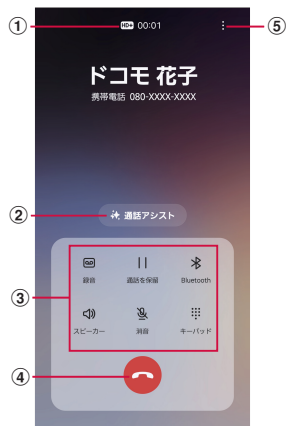 ① HD+ 00:01 ⑤
ドコモ 花子
携帯電話 080-XXXX-XXXX
② 通話アシスト
③
録音 通話を保留 Bluetooth
スピーカー 消音 キーパッド
④